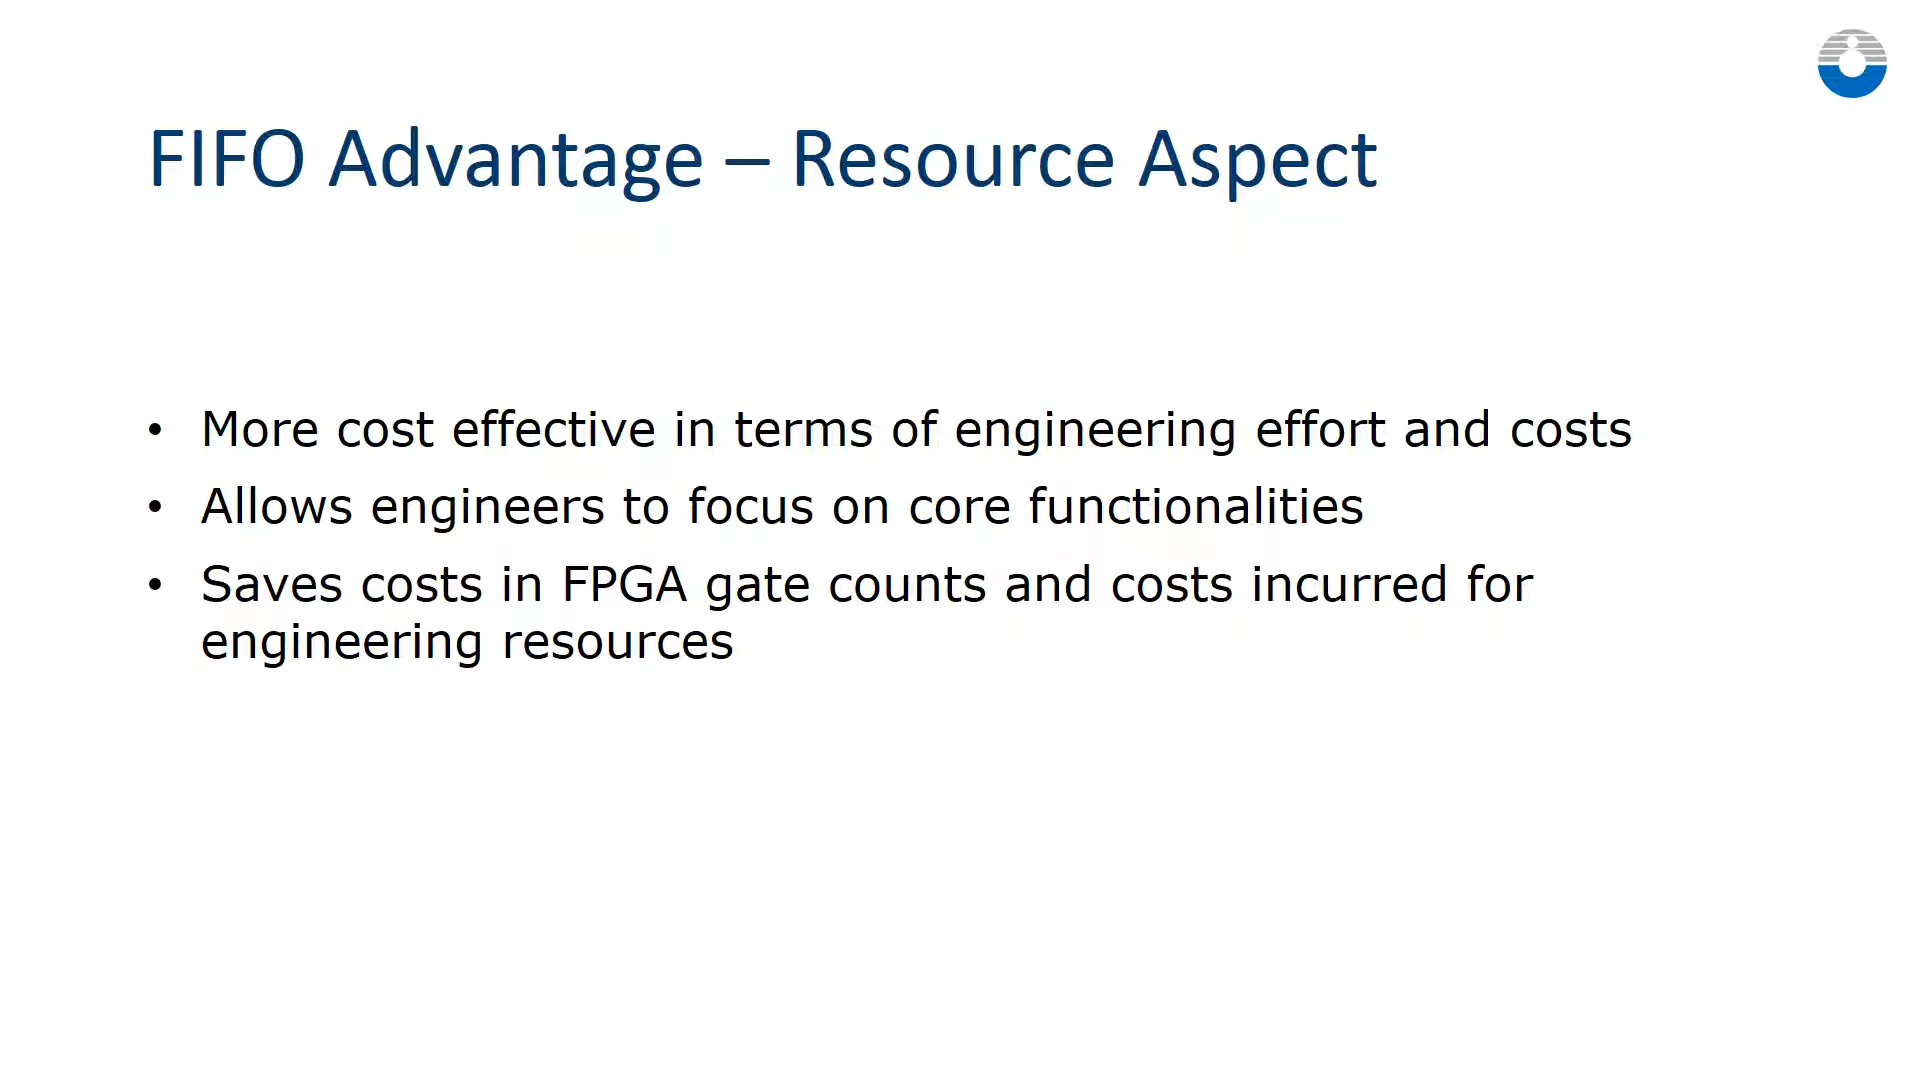 FIFO Advantage – Resource Aspect
• More cost effective in terms of engineering effort and costs
• Allows engineers to focus on core functionalities
• Saves costs in FPGA gate counts and costs incurred for
engineering resources